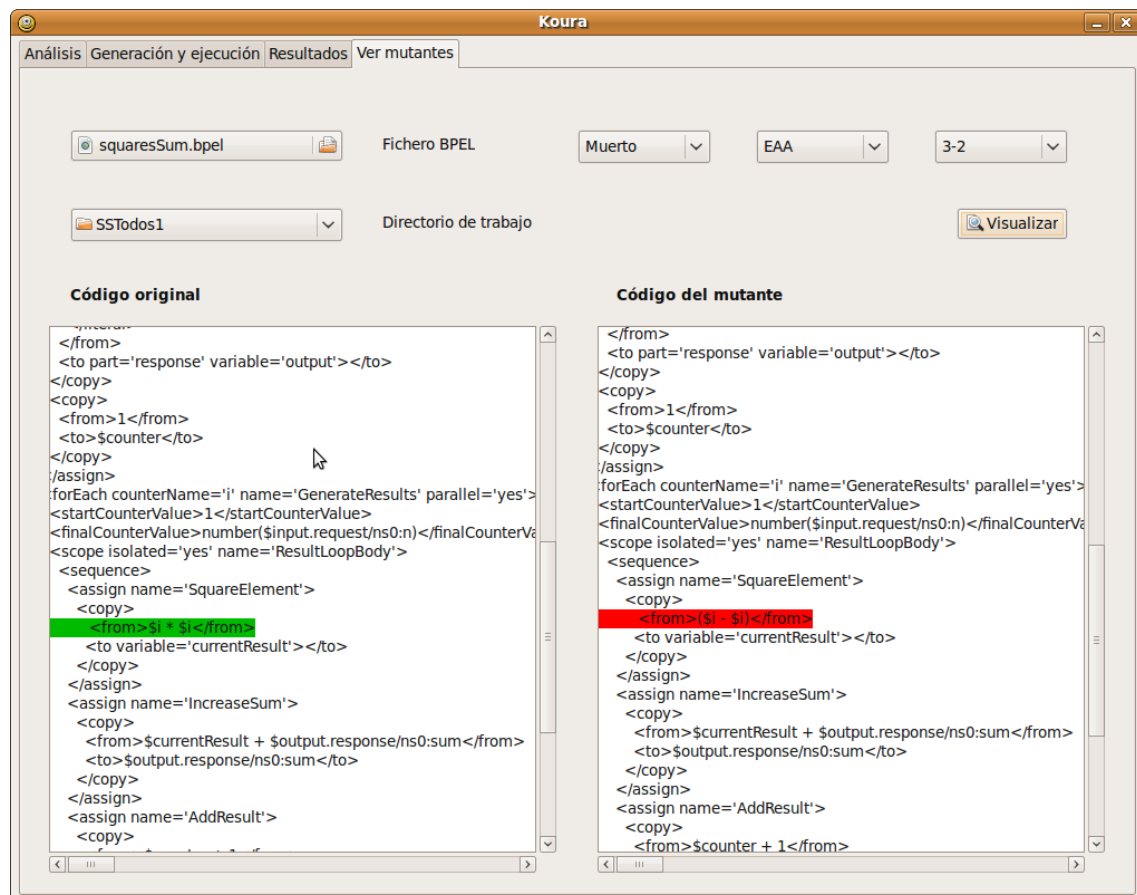 Koura
Análisis Generación y ejecución Resultados Ver mutantes
squaresSum.bpel Fichero BPEL Muerto EAA 3-2
SSTodos1 Directorio de trabajo Visualizar
Código original
</from>
<to part='response' variable='output'></to>
</copy>
<copy>
<from>1</from>
<to>$counter</to>
</copy>
/assign>
forEach counterName='i' name='GenerateResults' parallel='yes'>
<startCounterValue>1</startCounterValue>
<finalCounterValue>number($input.request/ns0:n)</finalCounterVa
<scope isolated='yes' name='ResultLoopBody'>
<sequence>
<assign name='SquareElement'>
<copy>
<from>$i * $i</from>
<to variable='currentResult'></to>
</copy>
</assign>
<assign name='IncreaseSum'>
<copy>
<from>$currentResult + $output.response/ns0:sum</from>
<to>$output.response/ns0:sum</to>
</copy>
</assign>
<assign name='AddResult'>
<copy>
Código del mutante
</from>
<to part='response' variable='output'></to>
</copy>
<copy>
<from>1</from>
<to>$counter</to>
</copy>
/assign>
forEach counterName='i' name='GenerateResults' parallel='yes'>
<startCounterValue>1</startCounterValue>
<finalCounterValue>number($input.request/ns0:n)</finalCounterVa
<scope isolated='yes' name='ResultLoopBody'>
<sequence>
<assign name='SquareElement'>
<copy>
<from>($i - $i)</from>
<to variable='currentResult'></to>
</copy>
</assign>
<assign name='IncreaseSum'>
<copy>
<from>$currentResult + $output.response/ns0:sum</from>
<to>$output.response/ns0:sum</to>
</copy>
</assign>
<assign name='AddResult'>
<copy>
<from>$counter + 1</from>